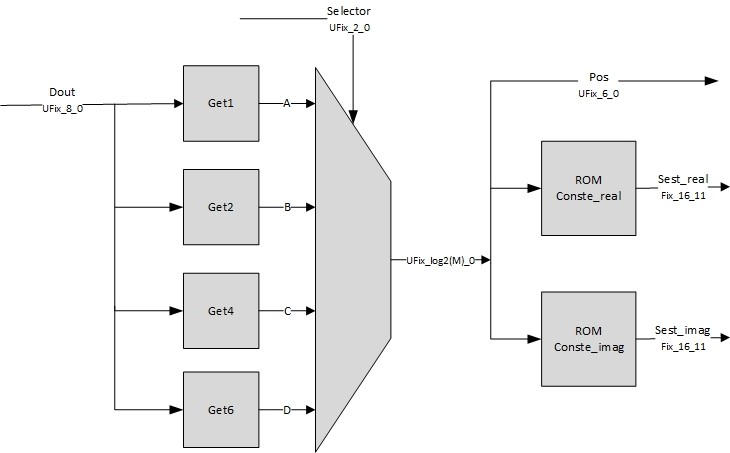 Selector
UFix_2_0
Dout
UFix_8_0
Get1
A
Get2
B
Get4
C
Get6
D
UFix_log2(M)_0
Pos
UFix_6_0
ROM
Conste_real
Sest_real
Fix_16_11
ROM
Conste_imag
Sest_imag
Fix_16_11